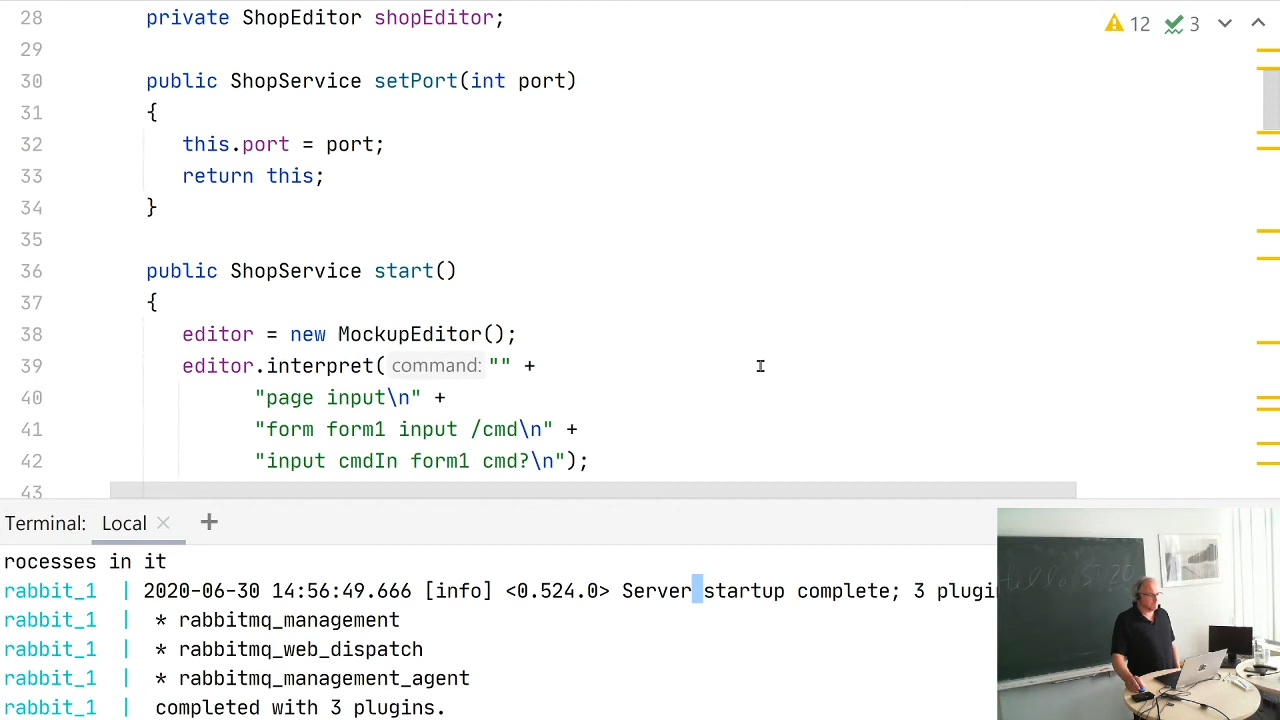 28 private ShopEditor shopEditor;
12 3
29
30 public ShopService setPort(int port)
31 {
32 this.port = port;
33 return this;
34 }
35
36 public ShopService start()
37 {
38 editor = new MockupEditor();
39 editor.interpret( command: "" +
40 "page input\n" +
41 "form form1 input /cmd\n" +
42 "input cmdIn form1 cmd?\n");
43
Terminal: Local × +
rocesses in it
rabbit_1 | 2020-06-30 14:56:49.666 [info] <0.524.0> Server startup complete; 3 plugin
rabbit_1 | * rabbitmq_management
rabbit_1 | * rabbitmq_web_dispatch
rabbit_1 | * rabbitmq_management_agent
rabbit_1 | completed with 3 plugins.